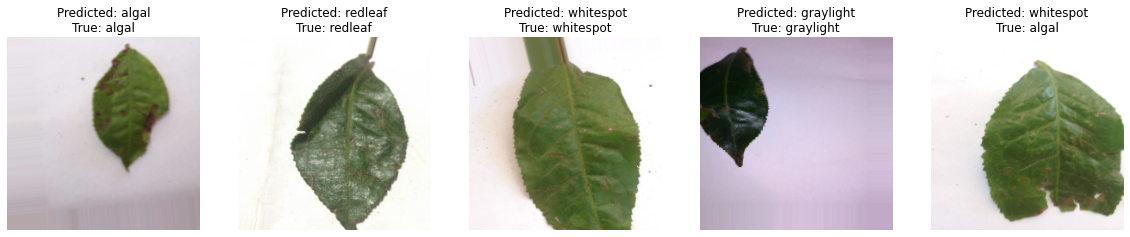 Predicted: algal
True: algal
Predicted: redleaf
True: redleaf
Predicted: whitespot
True: whitespot
Predicted: graylight
True: graylight
Predicted: whitespot
True: algal